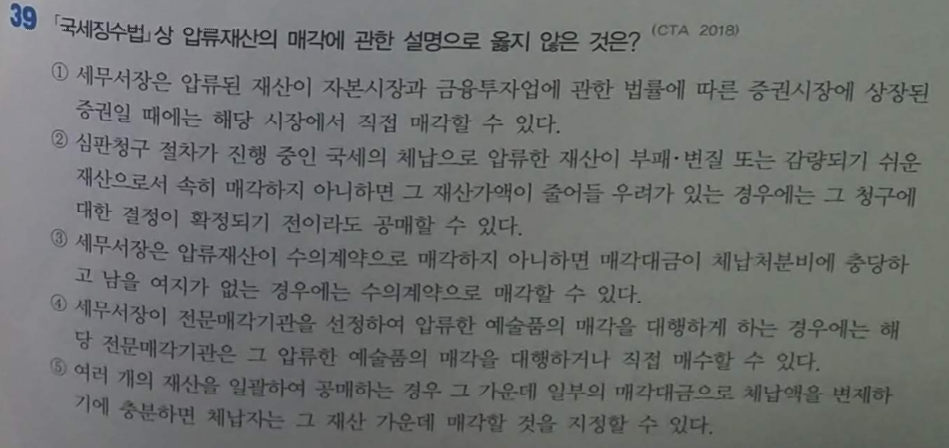 39 「국세징수법」상 압류재산의 매각에 관한 설명으로 옳지 않은 것은? (CTA 2018)
① 세무서장은 압류된 재산이 자본시장과 금융투자업에 관한 법률에 따른 증권시장에 상장된
증권일 때에는 해당 시장에서 직접 매각할 수 있다.
② 심판청구 절차가 진행 중인 국세의 체납으로 압류한 재산이 부패·변질 또는 감량되기 쉬운
재산으로서 속히 매각하지 아니하면 그 재산가액이 줄어들 우려가 있는 경우에는 그 청구에
대한 결정이 확정되기 전이라도 공매할 수 있다.
③ 세무서장은 압류재산이 수의계약으로 매각하지 아니하면 매각대금이 체납처분비에 충당하
고 남을 여지가 없는 경우에는 수의계약으로 매각할 수 있다.
④ 세무서장이 전문매각기관을 선정하여 압류한 예술품의 매각을 대행하게 하는 경우에는 해
당 전문매각기관은 그 압류한 예술품의 매각을 대행하거나 직접 매수할 수 있다.
⑤ 여러 개의 재산을 일괄하여 공매하는 경우 그 가운데 일부의 매각대금으로 체납액을 변제하
기에 충분하면 체납자는 그 재산 가운데 매각할 것을 지정할 수 있다.